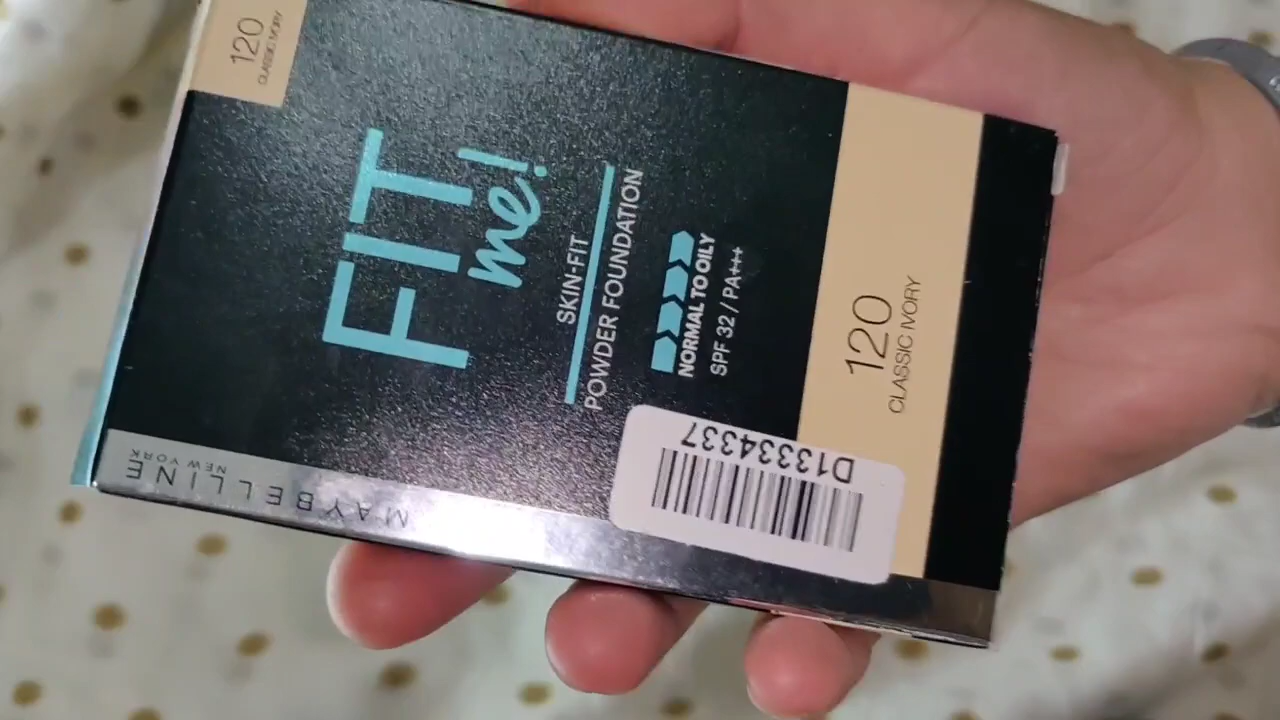 120
CLASSIC IVORY
FIT
me!
SKIN-FIT
POWDER FOUNDATION
NORMAL TO OILY
SPF 32 / PA+++
120
CLASSIC IVORY
D13334337
MAYBELLINE
NEW YORK